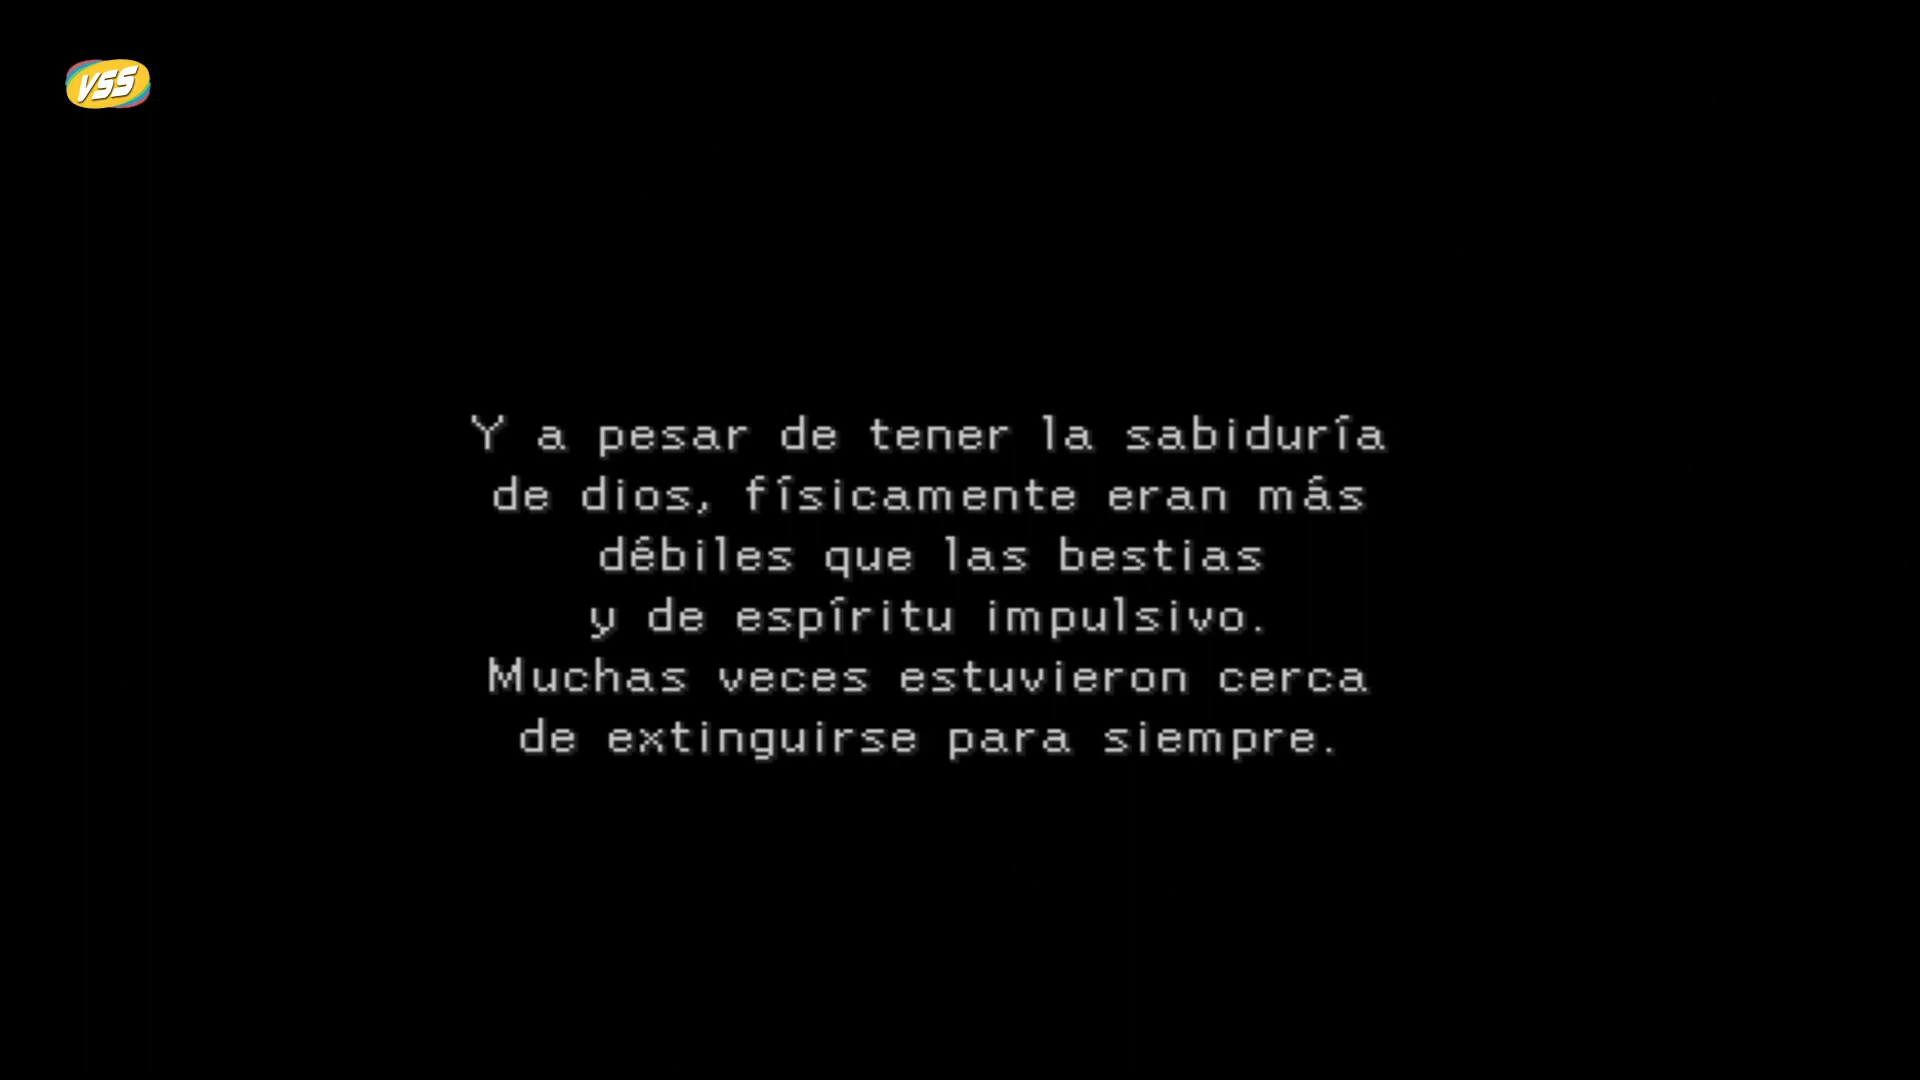 VSS
Y a pesar de tener la sabiduría
de dios, físicamente eran más
débiles que las bestias
y de espíritu impulsivo.
Muchas veces estuvieron cerca
de extinguirse para siempre.